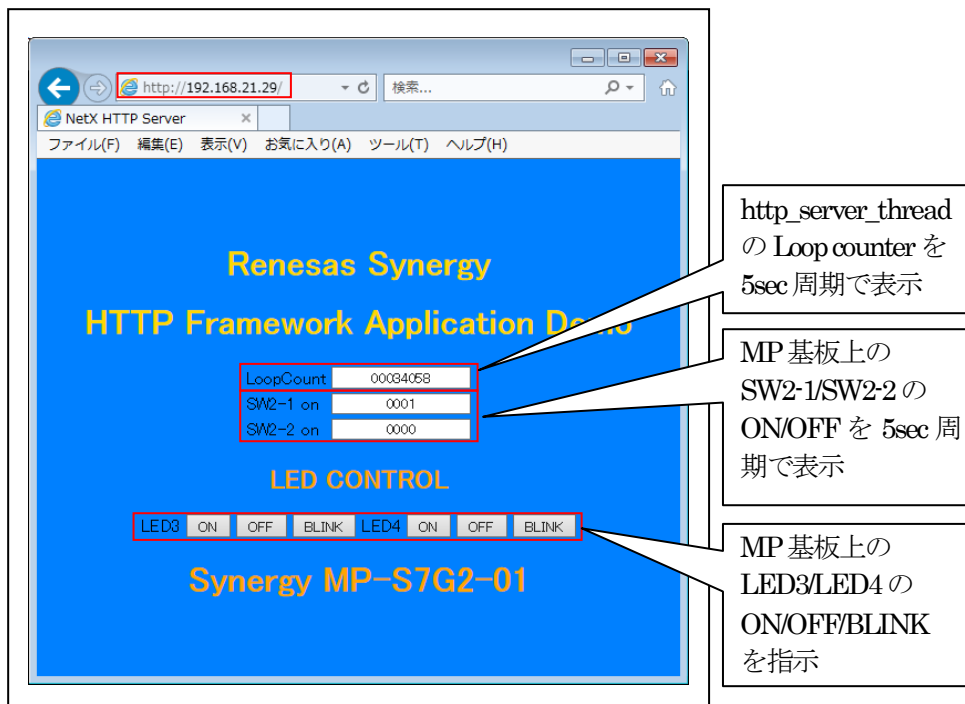 http://192.168.21.29/
検索...
NetX HTTP Server
ファイル(F) 編集(E) 表示(V) お気に入り(A) ツール(T) ヘルプ(H)
Renesas Synergy
HTTP Framework Application Demo
LoopCount 00034058
SW2-1 on 0001
SW2-2 on 0000
LED CONTROL
LED3 ON OFF BLINK LED4 ON OFF BLINK
Synergy MP-S7G2-01
http_server_thread
の Loop counter を
5sec 周期で表示
MP 基板上の
SW2-1/SW2-2 の
ON/OFF を 5sec 周
期で表示
MP 基板上の
LED3/LED4 の
ON/OFF/BLINK
を指示